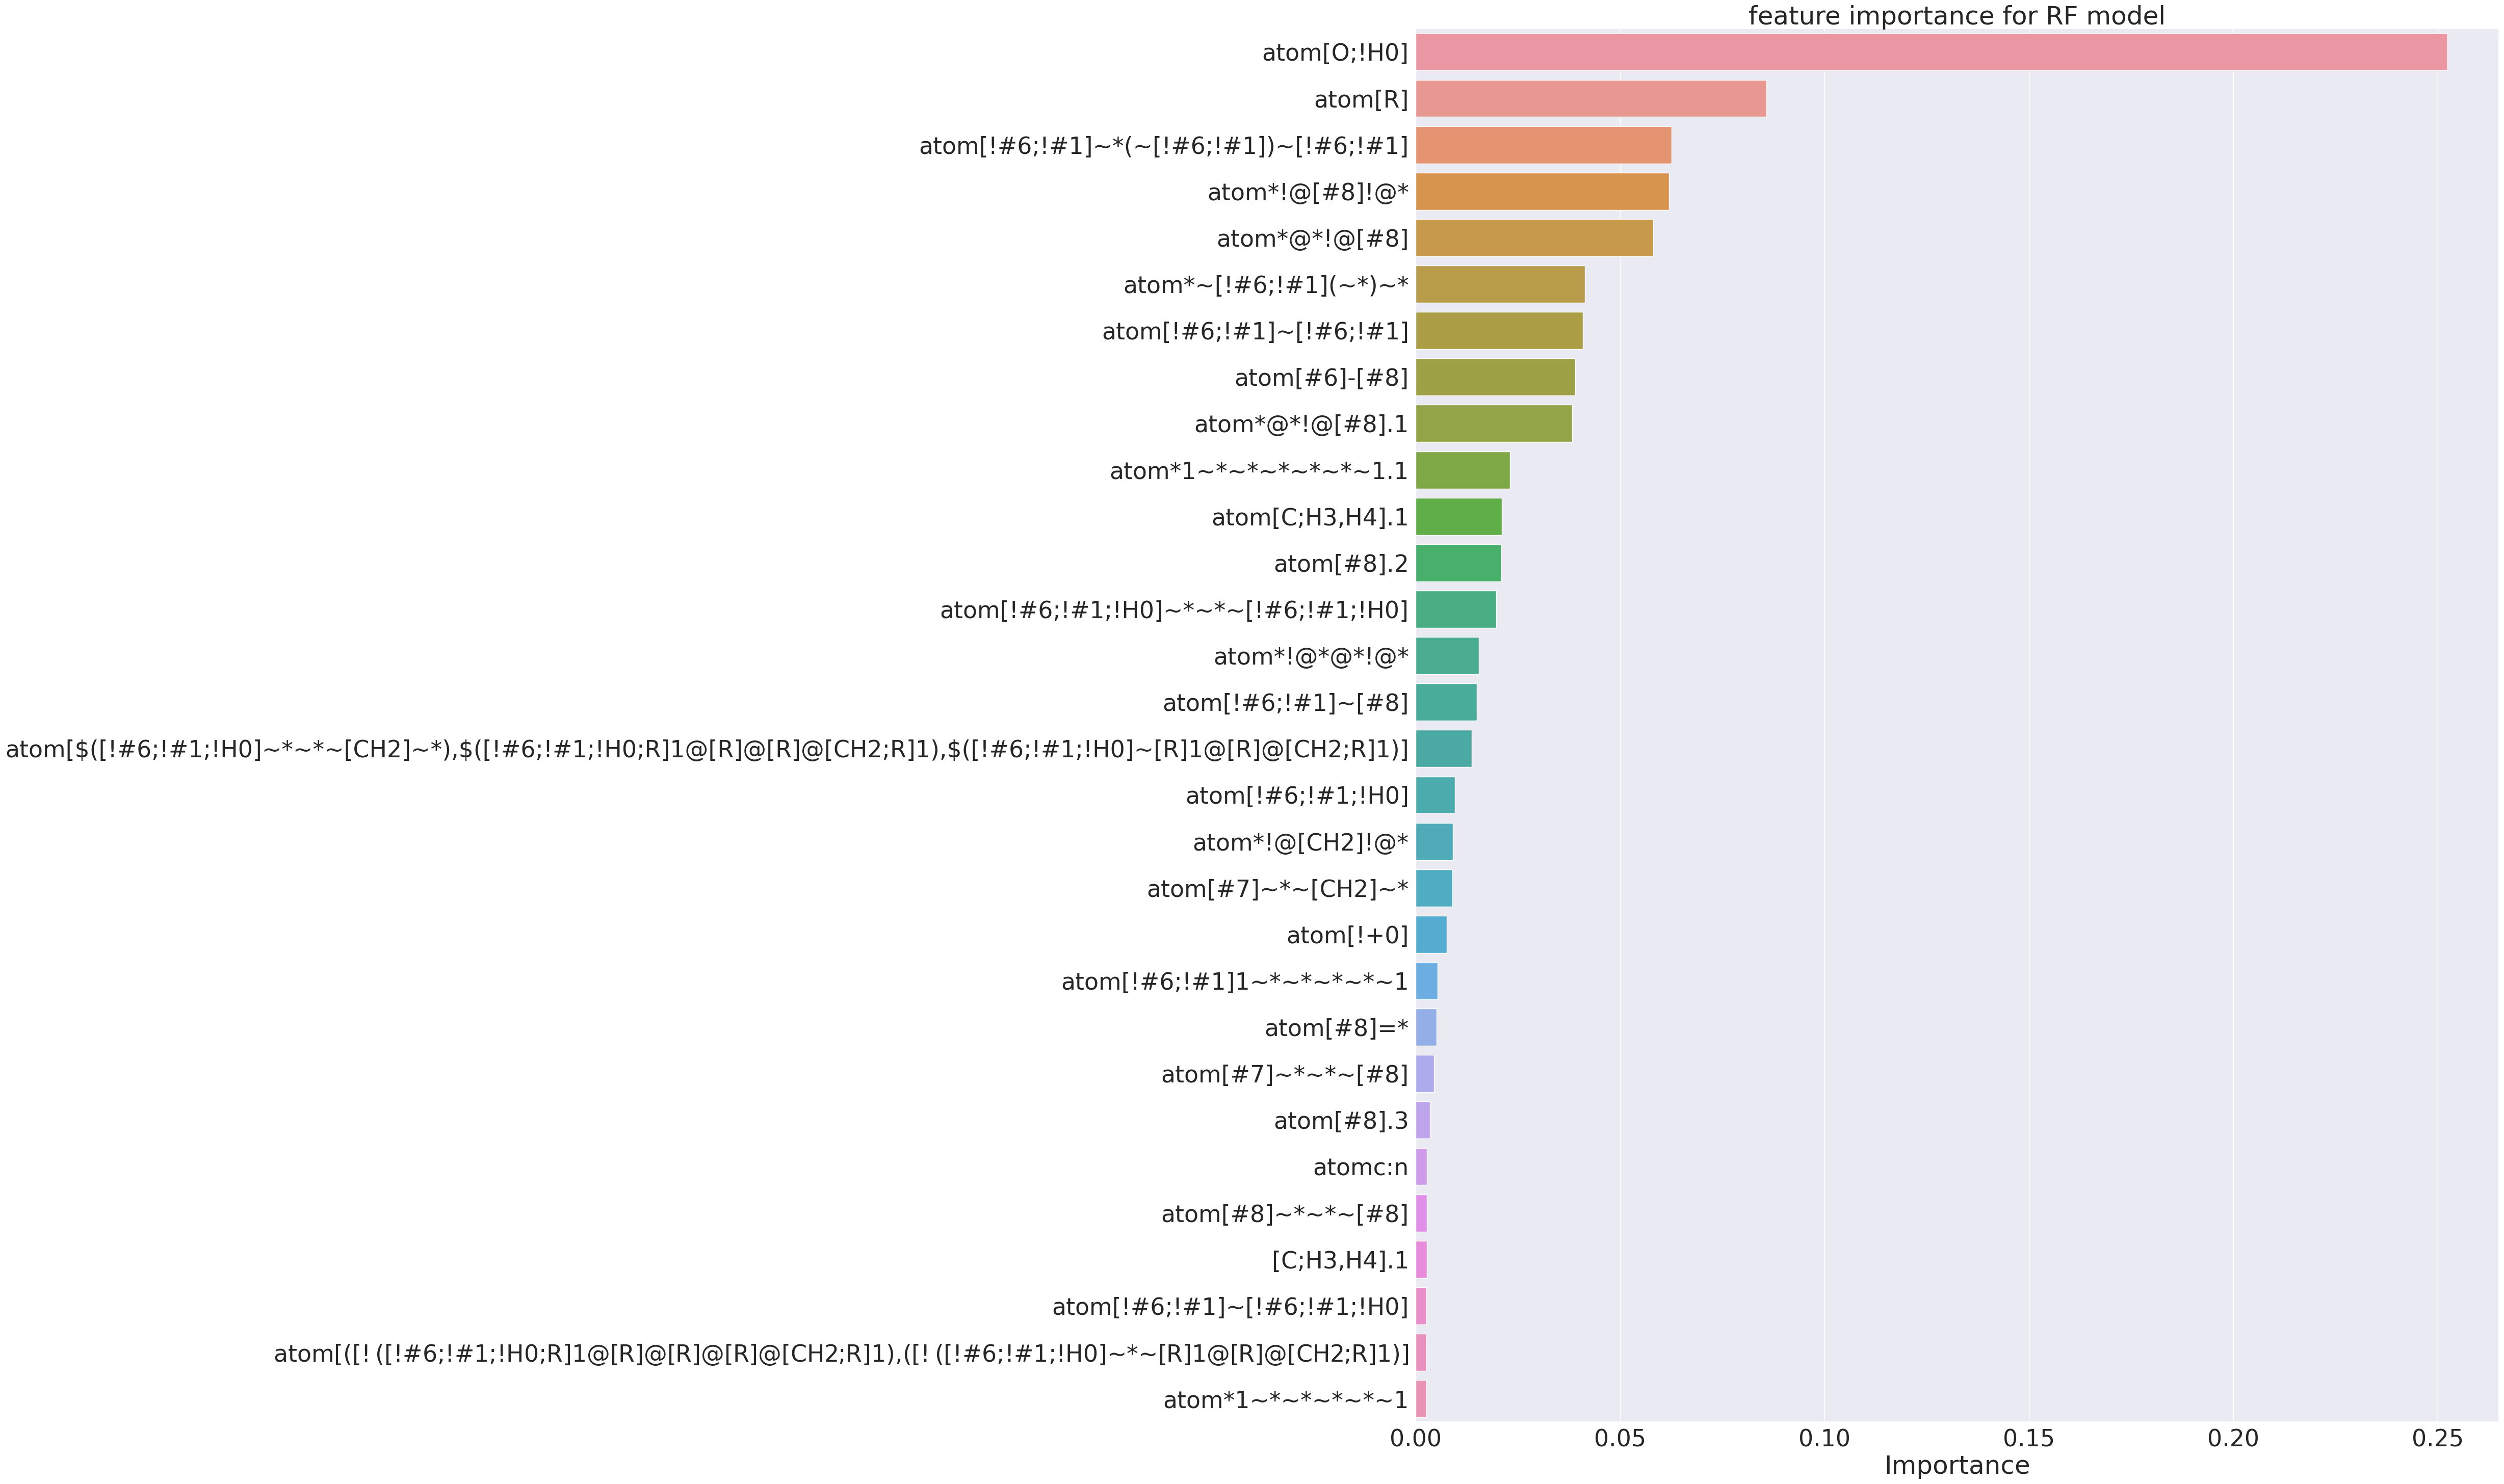 feature importance for RF model
atom[O;!H0]
atom[R]
atom[!#6;!#1]~*(~[!#6;!#1])~[!#6;!#1]
atom*!@[#8]!@*
atom*@*!@[#8]
atom*~[!#6;!#1](~*)~*
atom[!#6;!#1]~[!#6;!#1]
atom[#6]-[#8]
atom*@*!@[#8].1
atom*1~*~*~*~*~*~1.1
atom[C;H3,H4].1
atom[#8].2
atom[!#6;!#1;!H0]~*~*~[!#6;!#1;!H0]
atom*!@*@*!@*
atom[!#6;!#1]~[#8]
atom[$([!#6;!#1;!H0]~*~*~[CH2]~*),$([!#6;!#1;!H0;R]1@[R]@[R]@[CH2;R]1),$([!#6;!#1;!H0]~[R]1@[R]@[CH2;R]1)]
atom[!#6;!#1;!H0]
atom*!@[CH2]!@*
atom[#7]~*~[CH2]~*
atom[!+0]
atom[!#6;!#1]1~*~*~*~*~1
atom[#8]=*
atom[#7]~*~*~[#8]
atom[#8].3
atomc:n
atom[#8]~*~*~[#8]
[C;H3,H4].1
atom[!#6;!#1]~[!#6;!#1;!H0]
atom[([! ([!#6;!#1;!H0;R]1@[R]@[R]@[R]@[CH2;R]1),([! ([!#6;!#1;!H0]~*~[R]1@[R]@[CH2;R]1)]
atom*1~*~*~*~*~1
0.00 0.05 0.10 0.15 0.20 0.25
Importance